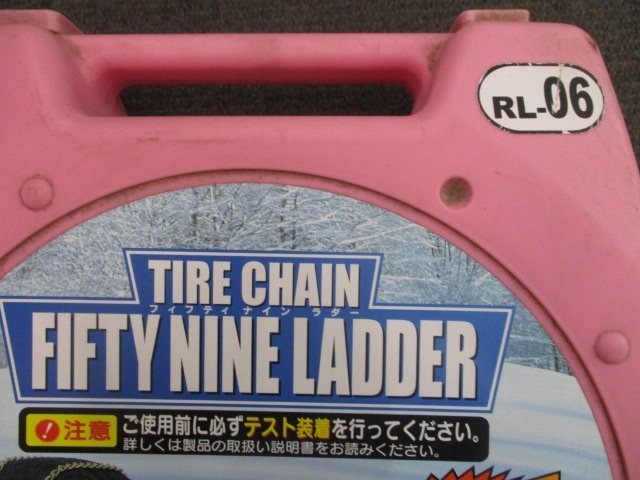 RL-06
TIRE CHAIN
フィフティナイン ラダー
FIFTY NINE LADDER
注意 ご使用前に必ずテスト装着を行ってください。
詳しくは製品の取扱い説明書をお読みください。